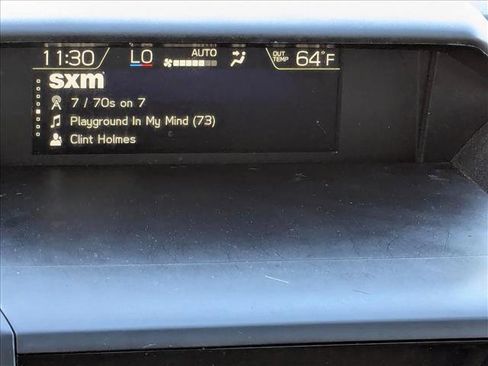 11:30 LO AUTO OUT TEMP 64°F
sxm
7 / 70s on 7
Playground In My Mind (73)
Clint Holmes